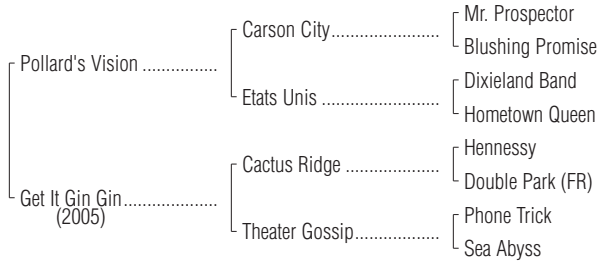 Mr. Prospector
Carson City
Blushing Promise
Pollard's Vision
Dixieland Band
Etats Unis
Hometown Queen
Hennessy
Cactus Ridge
Double Park (FR)
Get It Gin Gin
(2005)
Phone Trick
Theater Gossip
Sea Abyss